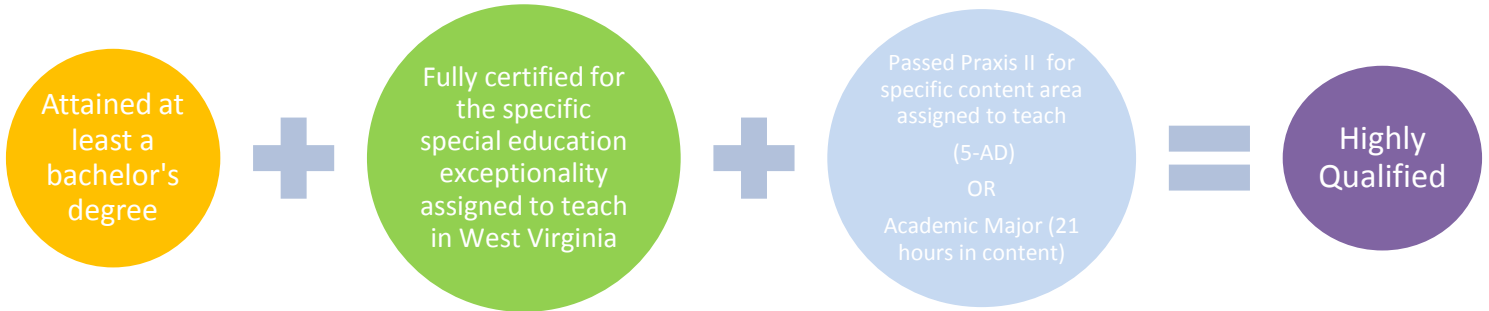 Attained at
least a
bachelor's
degree
Fully certified for
the specific
special education
exceptionality
assigned to teach
in West Virginia
Passed Praxis II for
specific content area
assigned to teach
(5-AD)
OR
Academic Major (21
hours in content)
Highly
Qualified